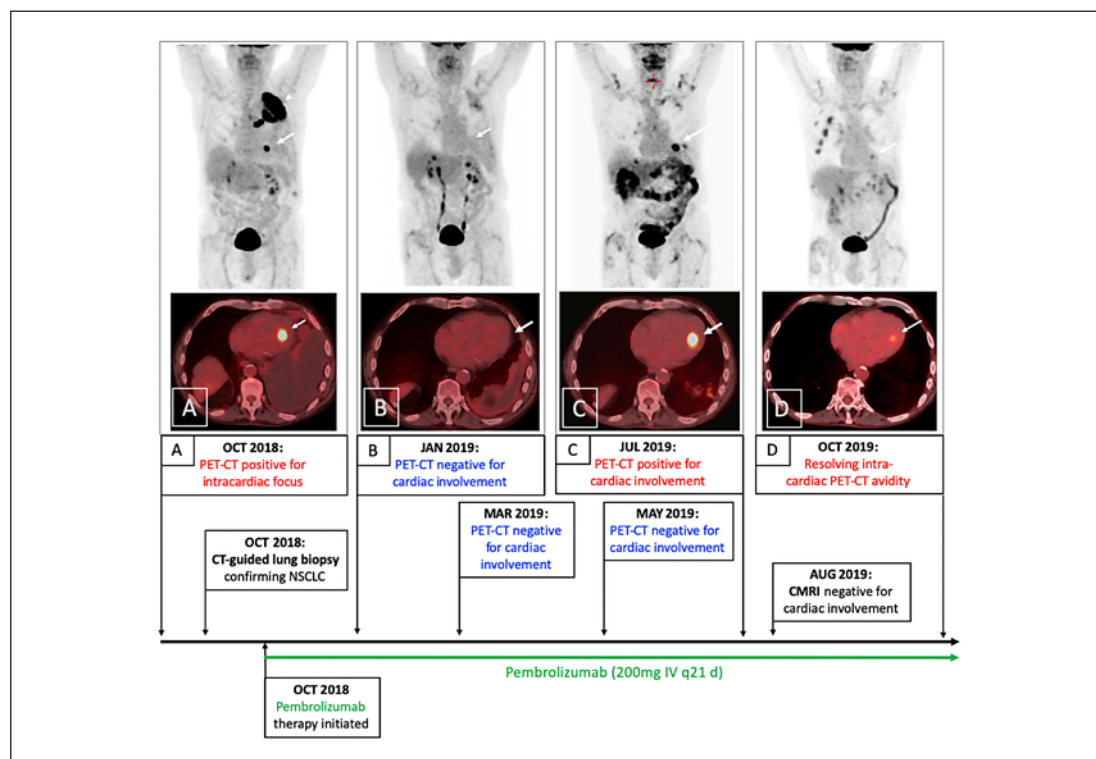 A
B
C
D
A
OCT 2018:
PET-CT positive for
intracardiac focus
B
JAN 2019:
PET-CT negative for
cardiac involvement
C
JUL 2019:
PET-CT positive for
cardiac involvement
D
OCT 2019:
Resolving intra-
cardiac PET-CT avidity
OCT 2018:
CT-guided lung biopsy
confirming NSCLC
MAR 2019:
PET-CT negative
for cardiac
involvement
MAY 2019:
PET-CT negative for
cardiac involvement
AUG 2019:
CMRI negative for
cardiac involvement
Pembrolizumab (200mg IV q21 d)
OCT 2018
Pembrolizumab
therapy initiated